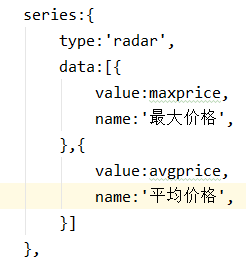 series:{
type:'radar',
data:[{
value:maxprice,
name:'最大价格',
},{
value:avgprice,
name:'平均价格',
}]
},